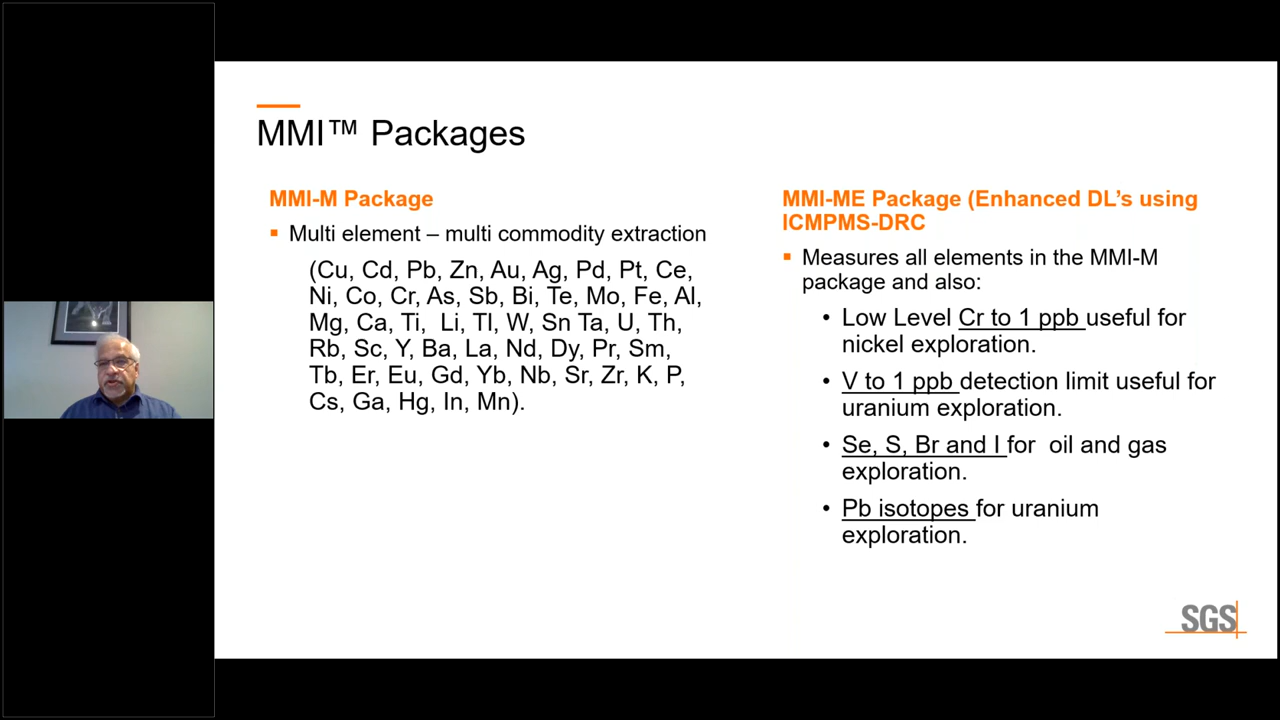 MMI™ Packages
MMI-M Package
▪ Multi element – multi commodity extraction
(Cu, Cd, Pb, Zn, Au, Ag, Pd, Pt, Ce,
Ni, Co, Cr, As, Sb, Bi, Te, Mo, Fe, Al,
Mg, Ca, Ti, Li, Tl, W, Sn Ta, U, Th,
Rb, Sc, Y, Ba, La, Nd, Dy, Pr, Sm,
Tb, Er, Eu, Gd, Yb, Nb, Sr, Zr, K, P,
Cs, Ga, Hg, In, Mn).
MMI-ME Package (Enhanced DL’s using
ICMPMS-DRC
▪ Measures all elements in the MMI-M
package and also:
• Low Level Cr to 1 ppb useful for
nickel exploration.
• V to 1 ppb detection limit useful for
uranium exploration.
• Se, S, Br and I for oil and gas
exploration.
• Pb isotopes for uranium
exploration.
SGS